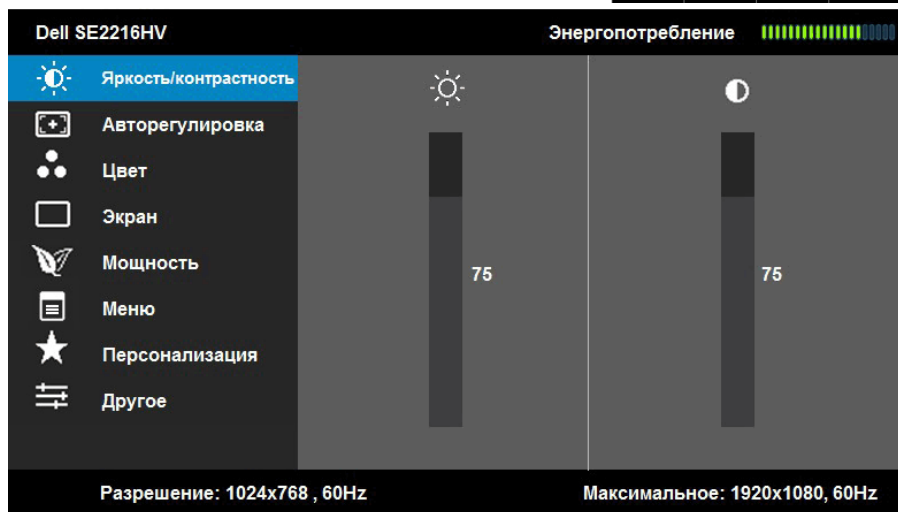 Dell SE2216HV Энергопотребление
Яркость/контрастность
Авторегулировка
Цвет
Экран
Мощность
Меню
Персонализация
Другое
75
75
Разрешение: 1024x768 , 60Hz Максимальное: 1920x1080, 60Hz